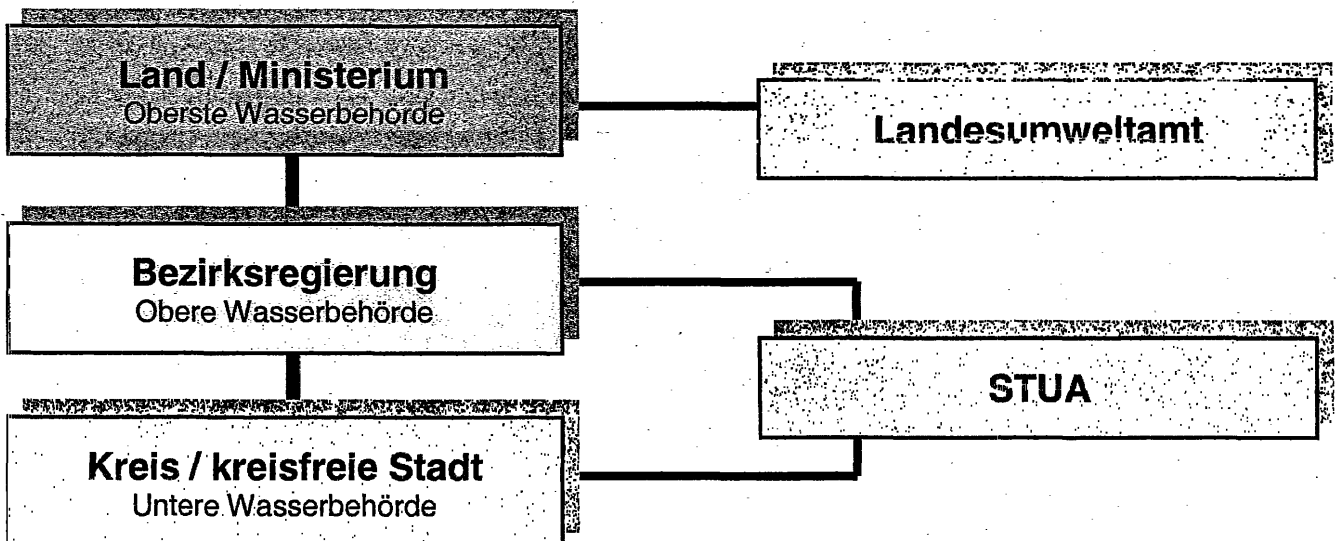 Land / Ministerium
Oberste Wasserbehörde
Landesumweltamt
Bezirksregierung
Obere Wasserbehörde
STUA
Kreis / kreisfreie Stadt
Untere Wasserbehörde